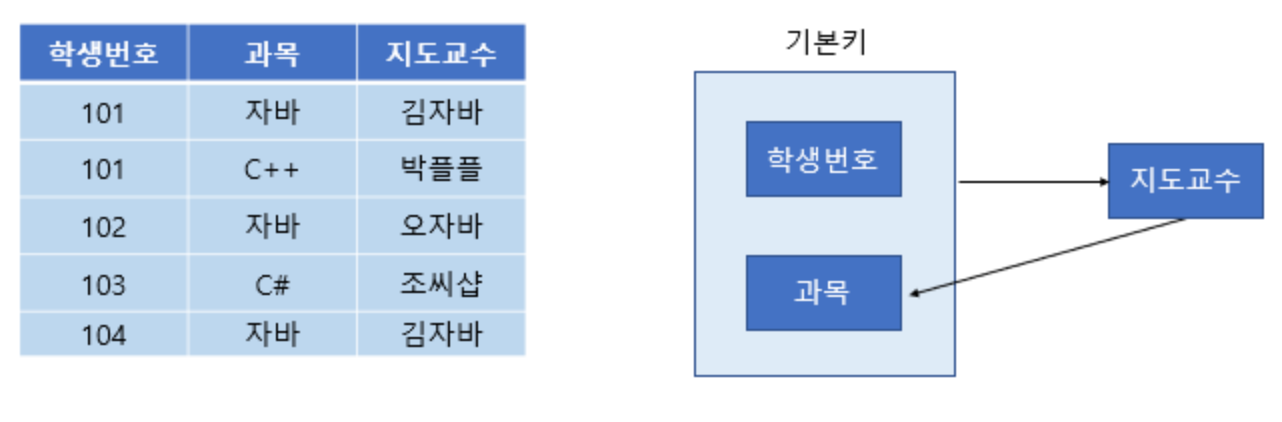 학생번호 과목 지도교수
101 자바 김자바
101 C++ 박플플
102 자바 오자바
103 C# 조씨샵
104 자바 김자바
기본키
학생번호
지도교수
과목